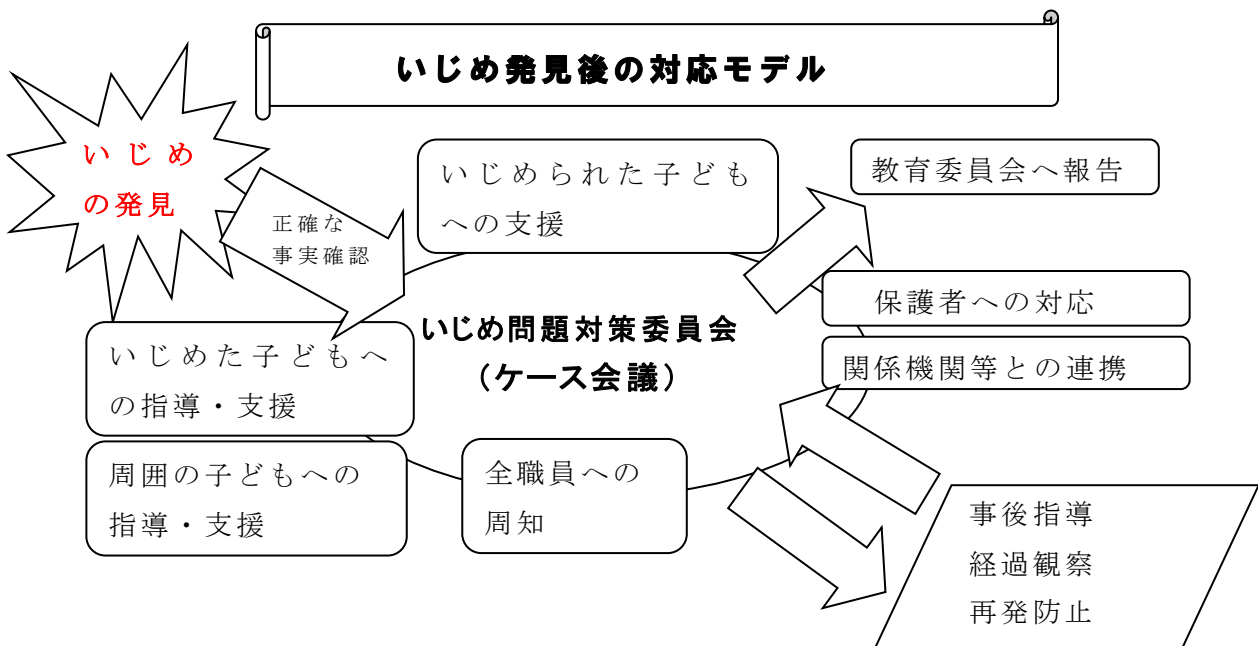 いじめ発見後の対応モデル
いじめ
の発見
正確な
事実確認
いじめられた子ども
への支援
教育委員会へ報告
保護者への対応
関係機関等との連携
いじめ問題対策委員会
（ケース会議）
いじめた子どもへ
の指導・支援
周囲の子どもへの
指導・支援
全職員への
周知
事後指導
経過観察
再発防止